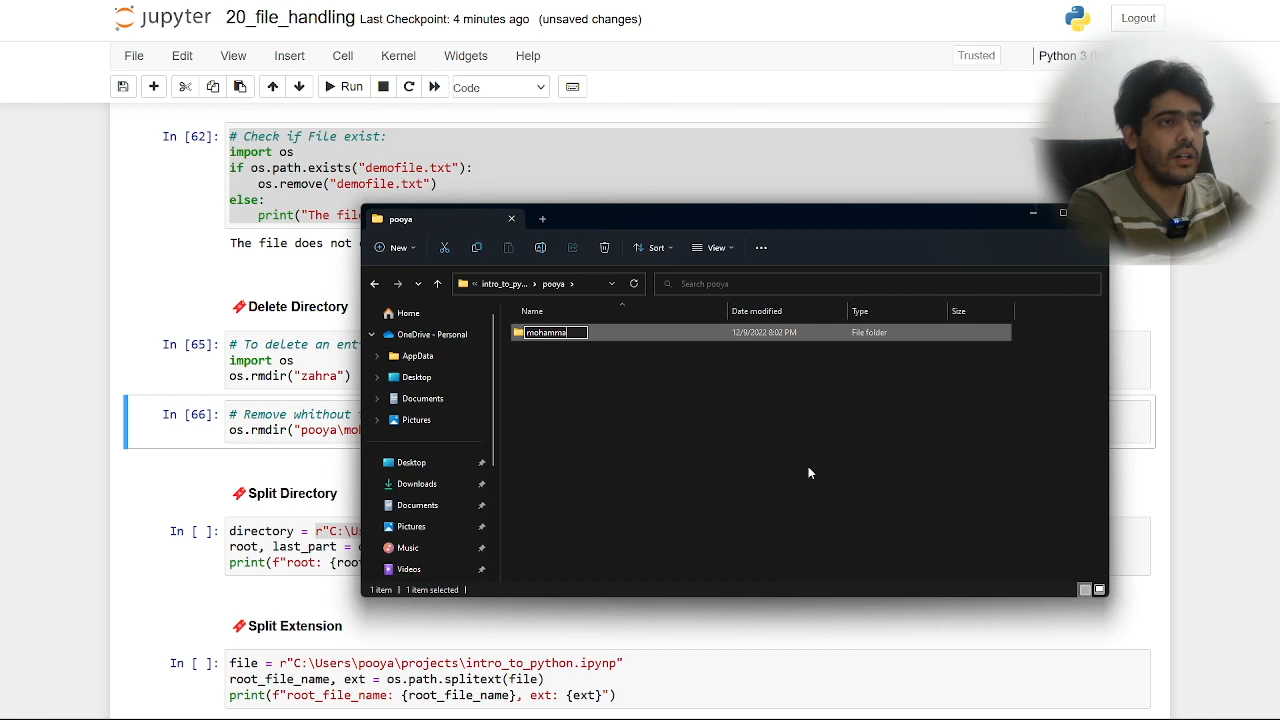 jupyter 20_file_handling Last Checkpoint: 4 minutes ago (unsaved changes)
Logout
File Edit View Insert Cell Kernel Widgets Help
Trusted
Python 3
Run
Code
In [62]: # Check if File exist:
import os
if os.path.exists("demofile.txt"):
os.remove("demofile.txt")
else:
print("The file
The file does not
Delete Directory
In [65]: # To delete an
import os
os.rmdir("zahra")
In [66]: # Remove whithout
os.rmdir("pooya\mo
Split Directory
In [ ]: directory = r"C:\U
root, last_part =
print(f"root: {roo
Split Extension
In [ ]: file = r"C:\Users\pooya\projects\intro_to_python.ipynp"
root_file_name, ext = os.path.splitext(file)
print(f"root_file_name: {root_file_name}, ext: {ext}")
pooya
New
Sort
View
intro_to_py... pooya
Search pooya
Name Date modified Type Size
mohamma 12/9/2022 8:02 PM File folder
Home
OneDrive - Personal
AppData
Desktop
Documents
Pictures
Desktop
Downloads
Documents
Pictures
Music
Videos
1 item 1 item selected